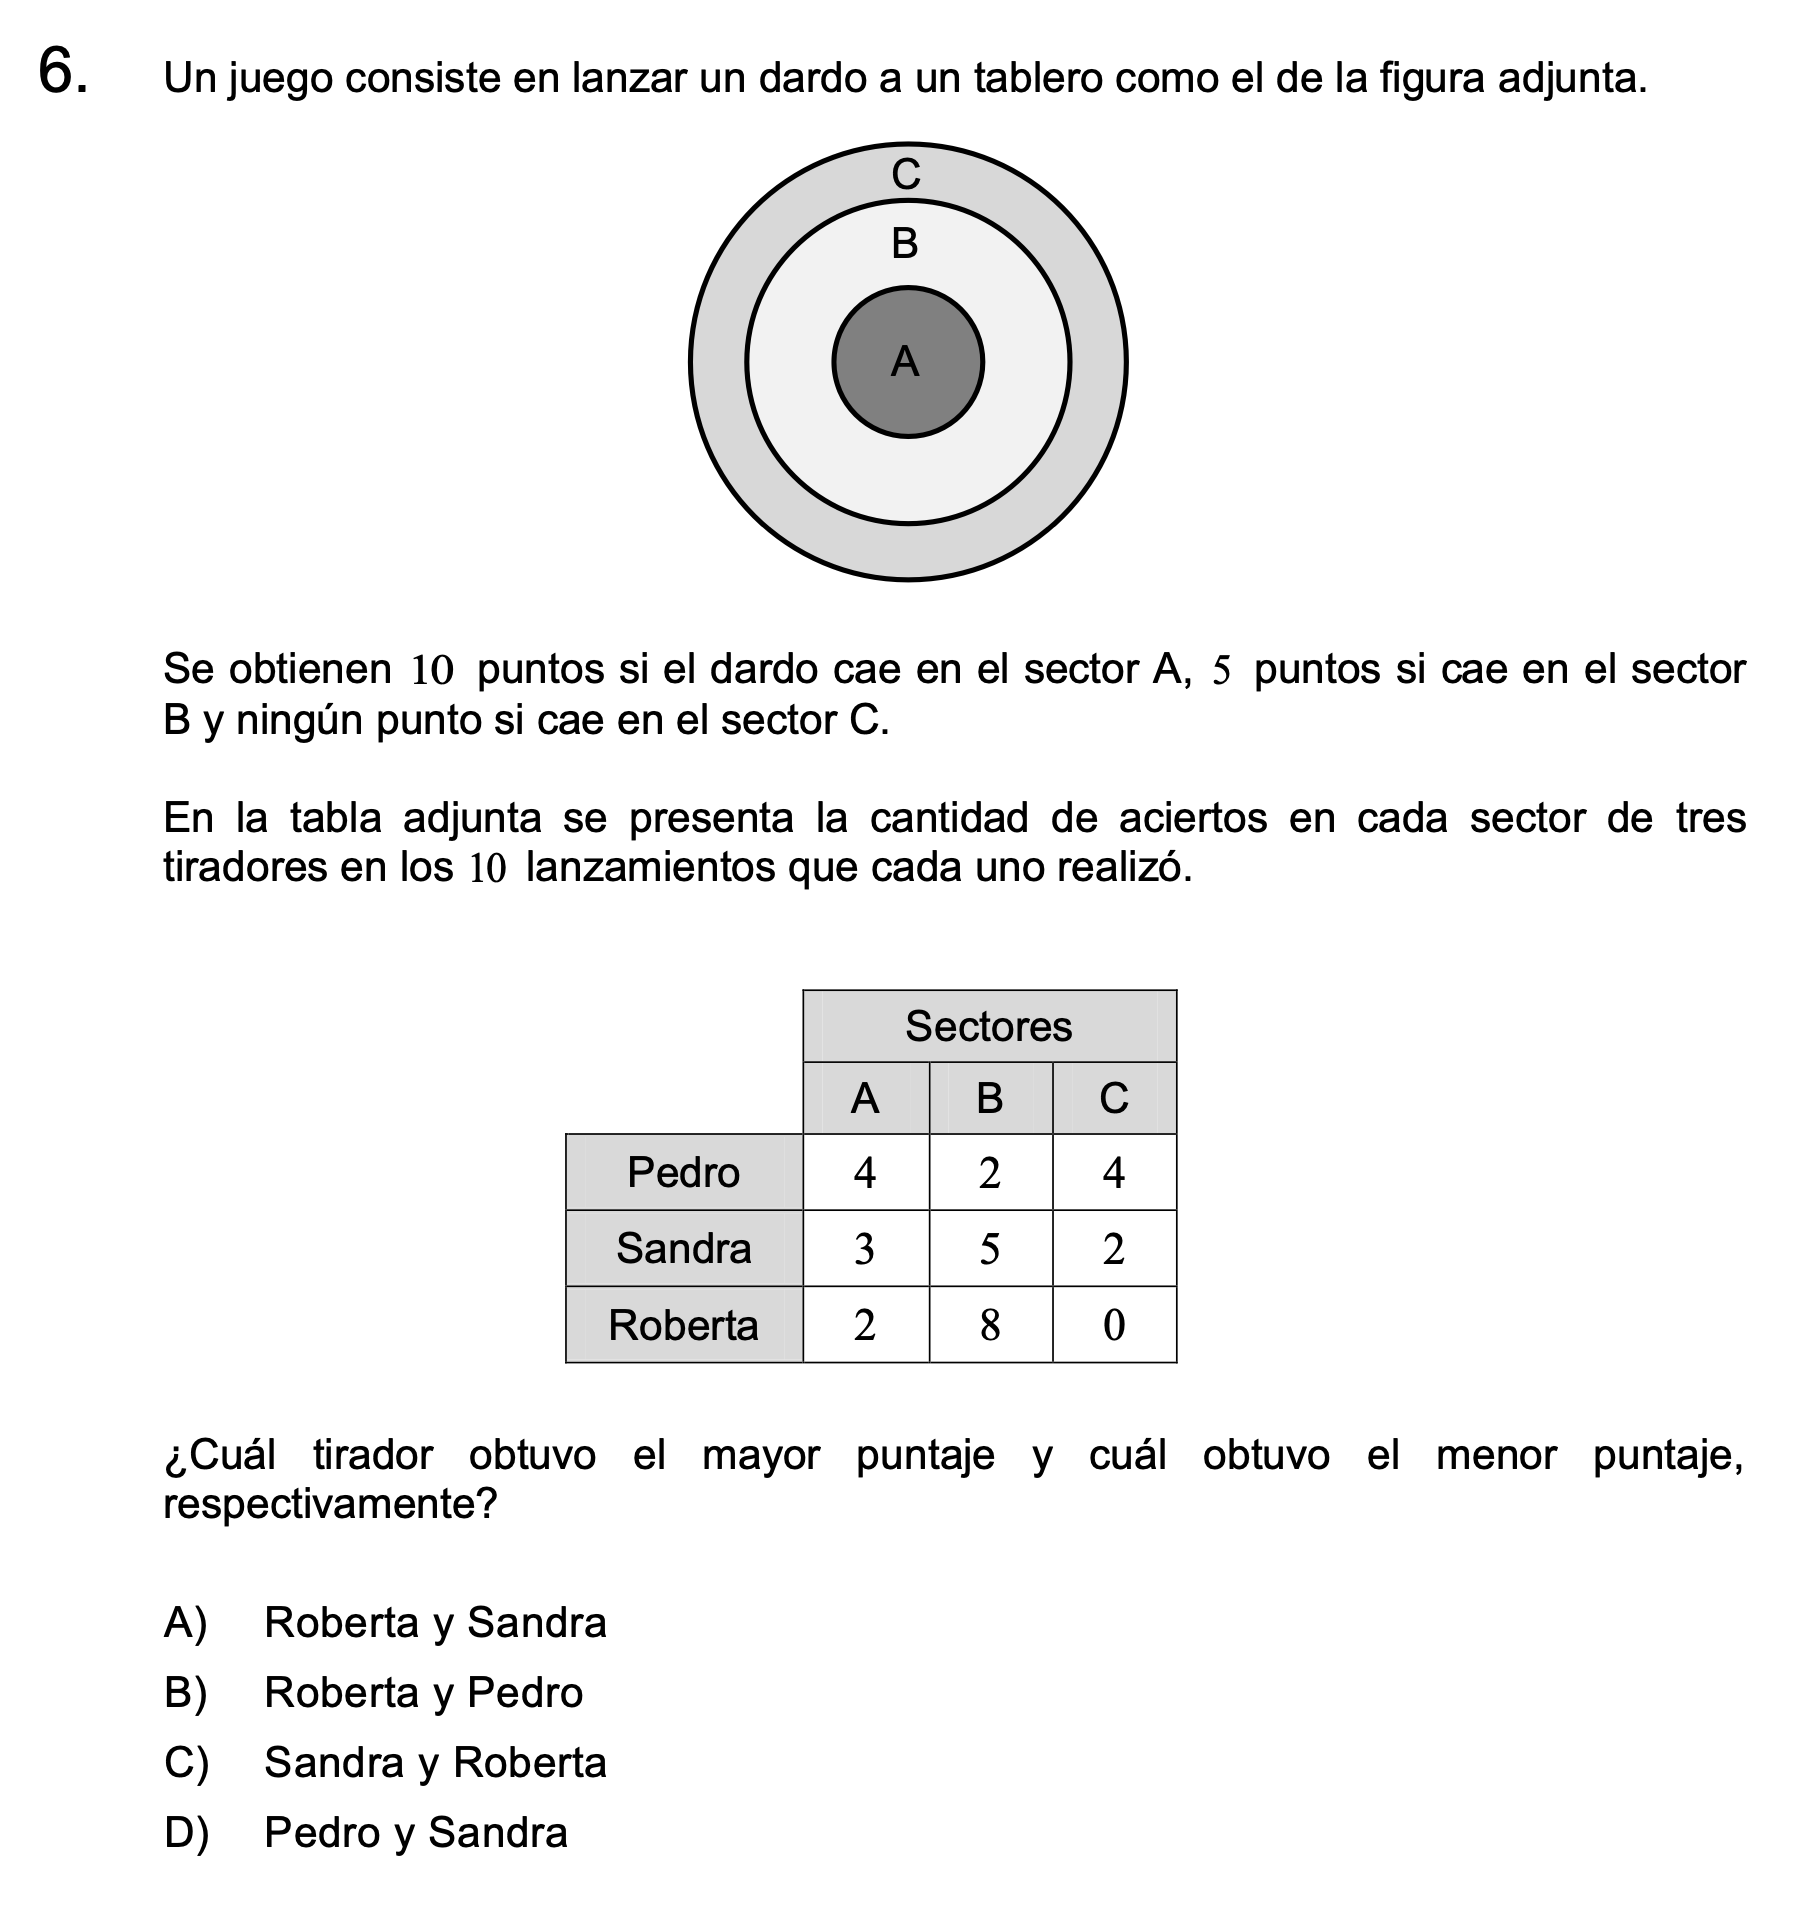 6. Un juego consiste en lanzar un dardo a un tablero como el de la figura adjunta.
C
B
A
Se obtienen 10 puntos si el dardo cae en el sector A, 5 puntos si cae en el sector
B y ningún punto si cae en el sector C.
En la tabla adjunta se presenta la cantidad de aciertos en cada sector de tres
tiradores en los 10 lanzamientos que cada uno realizó.
Sectores
A B C
Pedro 4 2 4
Sandra 3 5 2
Roberta 2 8 0
¿Cuál tirador obtuvo el mayor puntaje y cuál obtuvo el menor puntaje,
respectivamente?
A) Roberta y Sandra
B) Roberta y Pedro
C) Sandra y Roberta
D) Pedro y Sandra